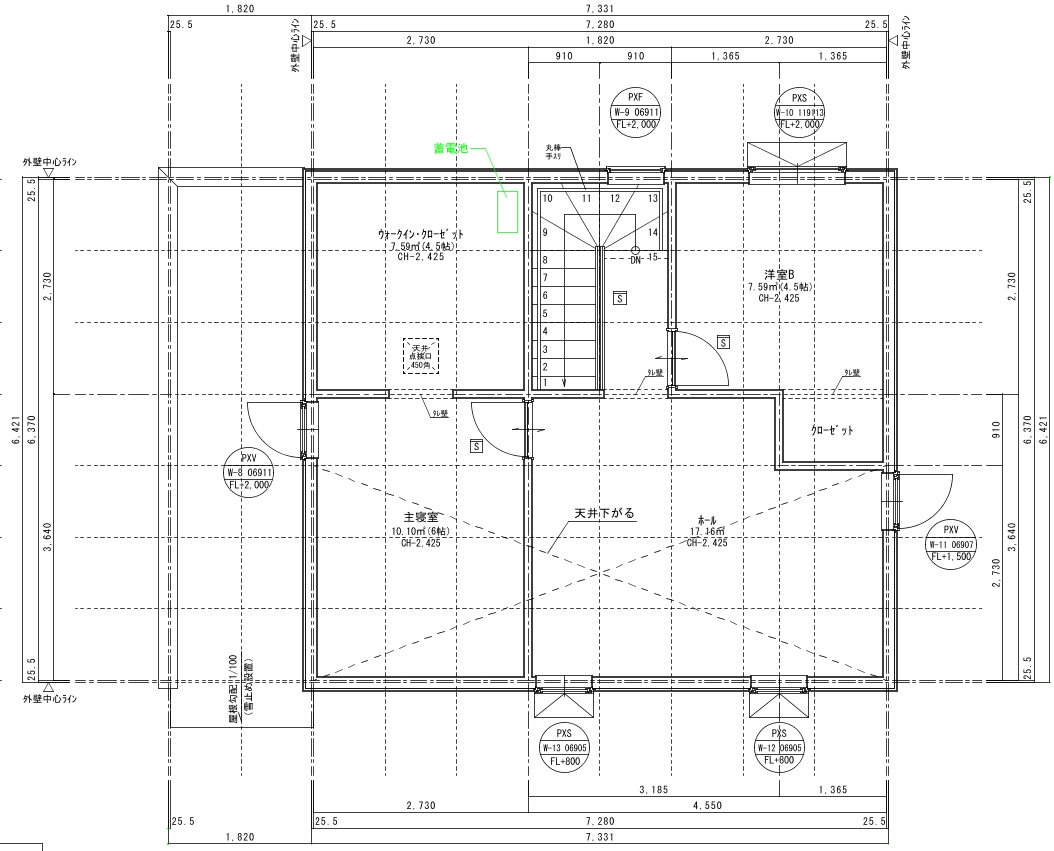 1,820
7,331
25.5
25.5
7,280
25.5
外壁中心ﾗｲﾝ
外壁中心ﾗｲﾝ
2,730
1,820
2,730
910
910
1,365
1,365
PXF
W-9 06911
FL+2,000
PXS
FL+2,000
外壁中心ﾗｲﾝ
蓄電池
丸棒
手ｽﾘ
25.5
25.5
10
11
12
13
ｳｫｰｸｲﾝ・ｸﾛｰｾﾞｯﾄ
7.59㎡(4.5帖)
CH=2,425
9
14
8
DN
15
洋室B
7.59㎡(4.5帖)
CH=2,425
7
6
5
4
3
2
1
S
S
2,730
2,730
天井
点検口
450角
ﾀﾚ壁
ﾀﾚ壁
ﾀﾚ壁
ｸﾛｰｾﾞｯﾄ
S
6,421
6,370
910
6,370
6,421
PXV
W-8 06911
FL+2,000
主寝室
10.10㎡(6帖)
CH=2,425
天井下がる
ﾎｰﾙ
17.16㎡
CH=2,425
PXV
W-11 06907
FL+1,500
3,640
3,640
2,730
25.5
25.5
外壁中心ﾗｲﾝ
屋根勾配 1/100
(雪止め設置)
PXS
W-13 06905
FL+800
PXS
W-12 06905
FL+800
3,185
1,365
2,730
4,550
25.5
25.5
7,280
25.5
1,820
7,331